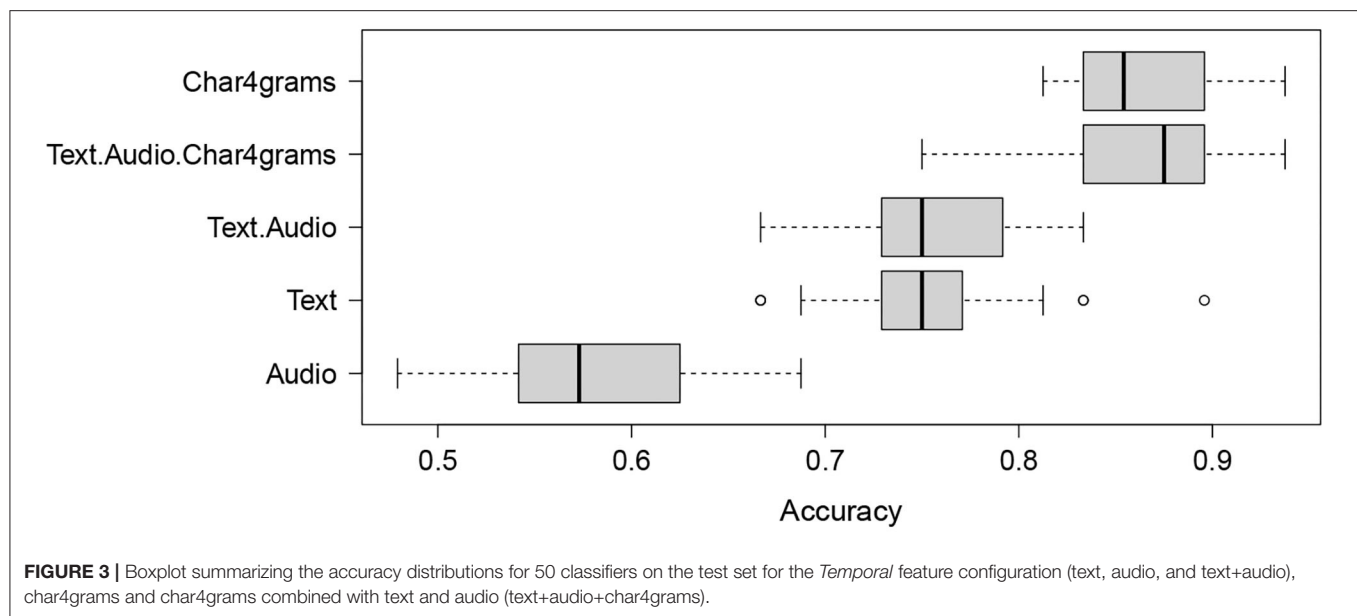 Char4grams
Text.Audio.Char4grams
Text.Audio
Text
Audio
0.5 0.6 0.7 0.8 0.9
Accuracy
FIGURE 3 | Boxplot summarizing the accuracy distributions for 50 classifiers on the test set for the Temporal feature configuration (text, audio, and text+audio),
char4grams and char4grams combined with text and audio (text+audio+char4grams).